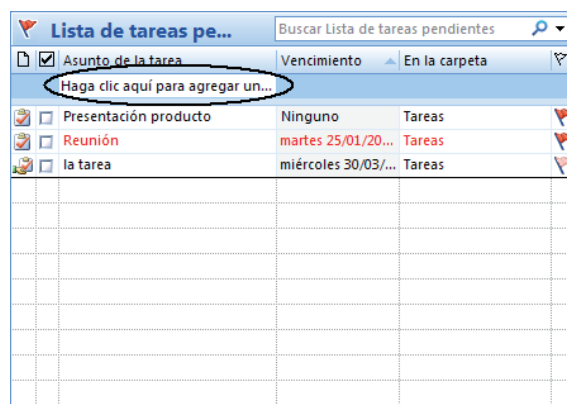 Lista de tareas pe... Buscar Lista de tareas pendientes
Asunto de la tarea Vencimiento En la carpeta
Haga clic aquí para agregar un...
Presentación producto Ninguno Tareas
Reunión martes 25/01/20... Tareas
la tarea miércoles 30/03/... Tareas